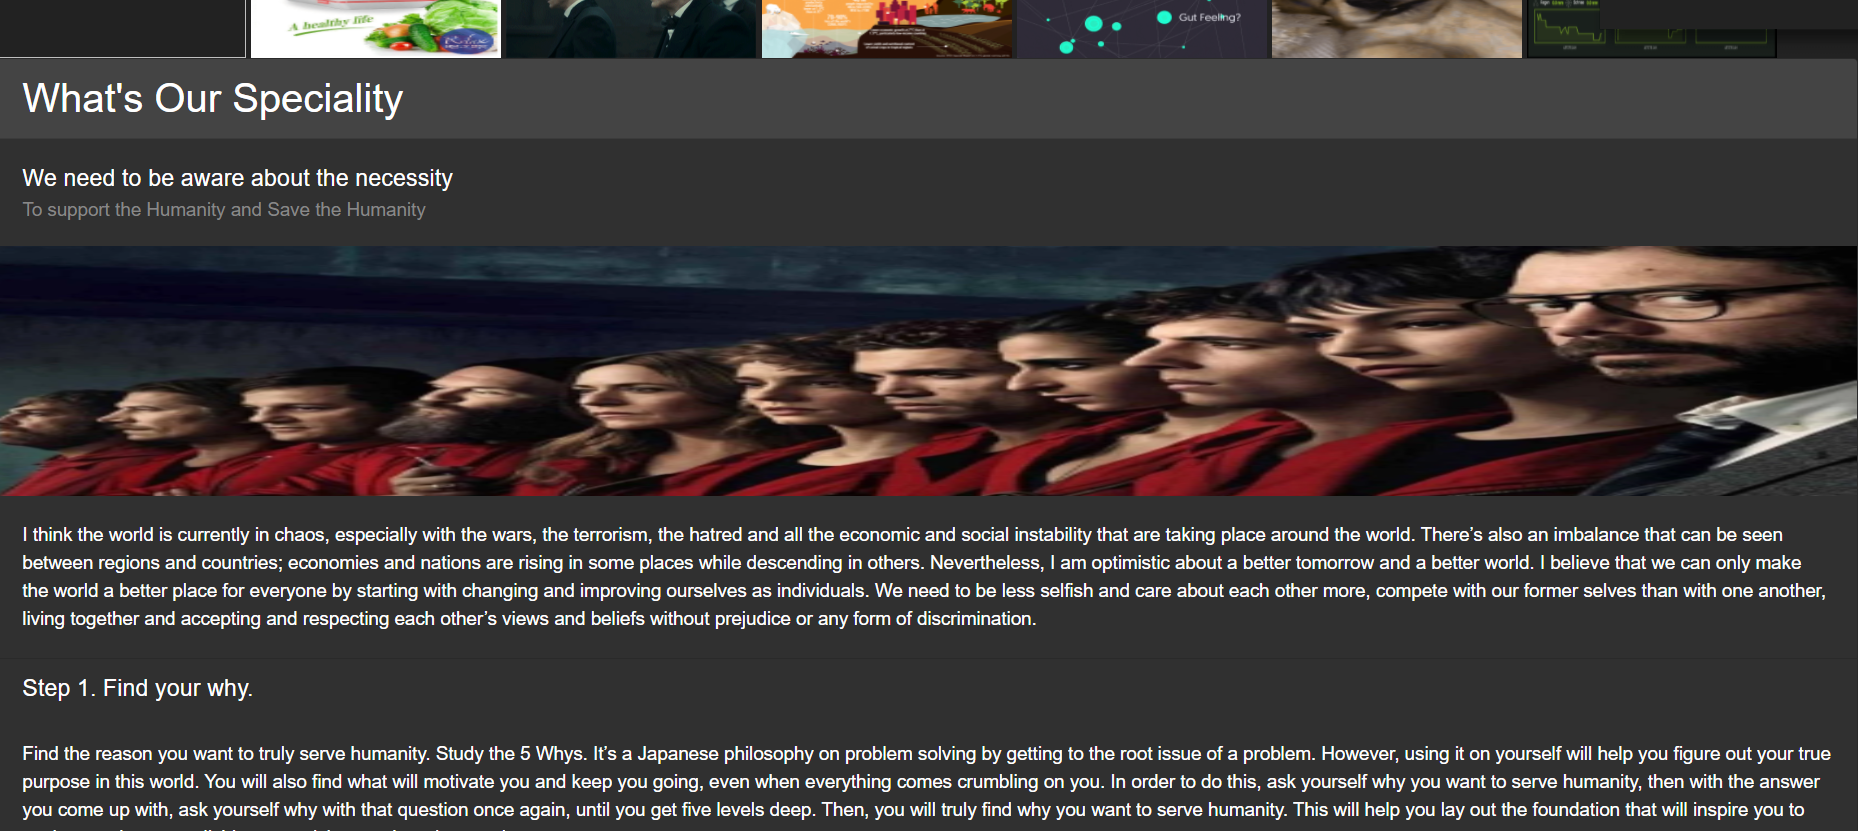 A healthy life
Relax
Gut Feeling?
What's Our Speciality
We need to be aware about the necessity
To support the Humanity and Save the Humanity
I think the world is currently in chaos, especially with the wars, the terrorism, the hatred and all the economic and social instability that are taking place around the world. There’s also an imbalance that can be seen
between regions and countries; economies and nations are rising in some places while descending in others. Nevertheless, I am optimistic about a better tomorrow and a better world. I believe that we can only make
the world a better place for everyone by starting with changing and improving ourselves as individuals. We need to be less selfish and care about each other more, compete with our former selves than with one another,
living together and accepting and respecting each other’s views and beliefs without prejudice or any form of discrimination.
Step 1. Find your why.
Find the reason you want to truly serve humanity. Study the 5 Whys. It’s a Japanese philosophy on problem solving by getting to the root issue of a problem. However, using it on yourself will help you figure out your true
purpose in this world. You will also find what will motivate you and keep you going, even when everything comes crumbling on you. In order to do this, ask yourself why you want to serve humanity, then with the answer
you come up with, ask yourself why with that question once again, until you get five levels deep. Then, you will truly find why you want to serve humanity. This will help you lay out the foundation that will inspire you to